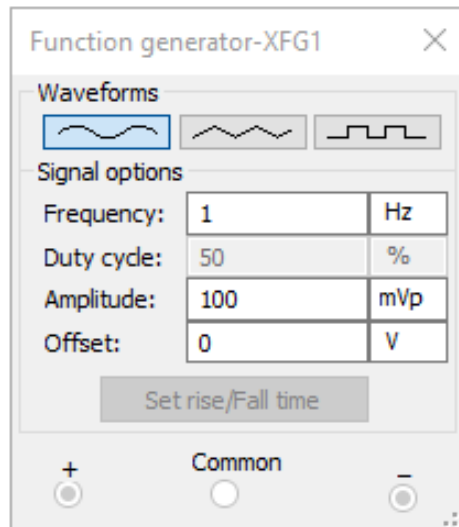 Function generator-XFG1
Waveforms
Signal options
Frequency: 1 Hz
Duty cycle: 50 %
Amplitude: 100 mVp
Offset: 0 V
Set rise/Fall time
+ Common −